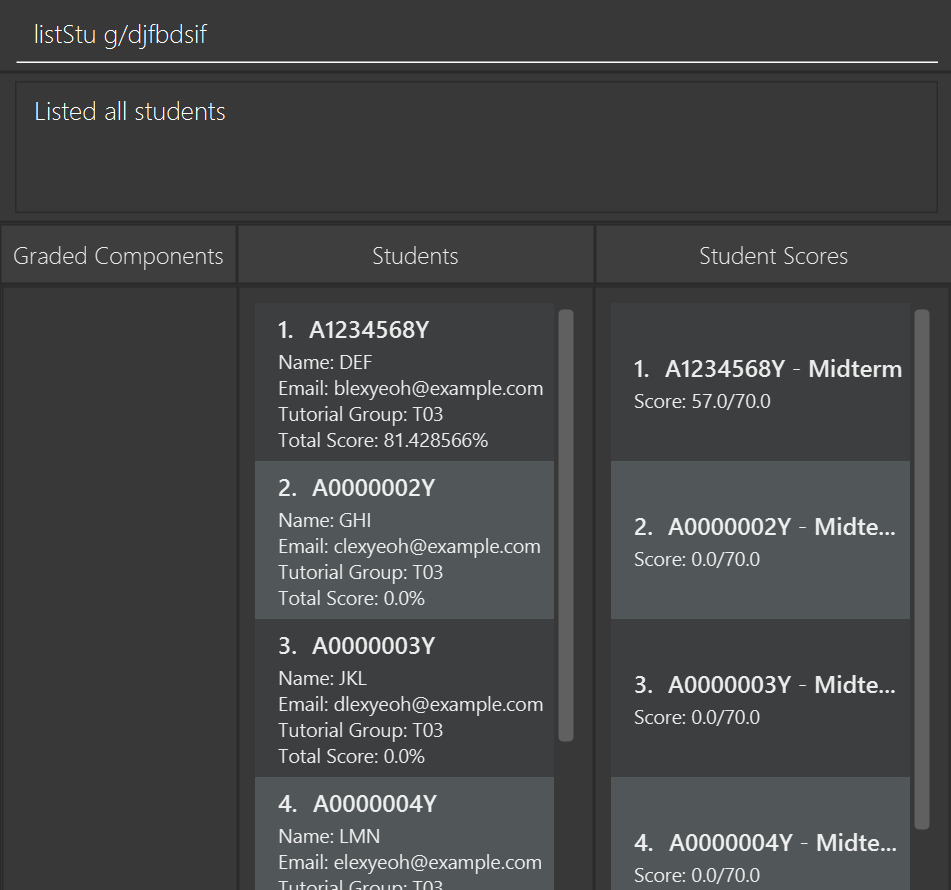 listStu g/djfbdsif
Listed all students
Graded Components
Students
Student Scores
1. A1234568Y
Name: DEF
Email: blexyeoh@example.com
Tutorial Group: T03
Total Score: 81.428566%
2. A0000002Y
Name: GHI
Email: clexyeoh@example.com
Tutorial Group: T03
Total Score: 0.0%
3. A0000003Y
Name: JKL
Email: dlexyeoh@example.com
Tutorial Group: T03
Total Score: 0.0%
4. A0000004Y
Name: LMN
Email: elexyeoh@example.com
Tutorial Group: T03
1. A1234568Y - Midterm
Score: 57.0/70.0
2. A0000002Y - Midte...
Score: 0.0/70.0
3. A0000003Y - Midte...
Score: 0.0/70.0
4. A0000004Y - Midte...
Score: 0.0/70.0